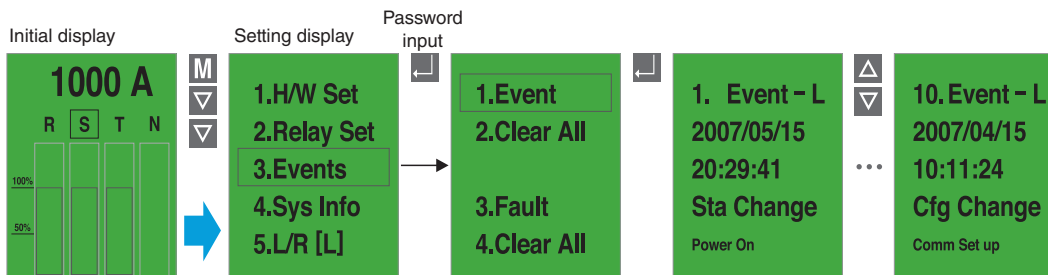 Initial display
1000 A
R S T N
100%
50%
M
Setting display
1.H/W Set
2.Relay Set
3.Events
4.Sys Info
5.L/R [L]
Password
input
1.Event
2.Clear All
3.Fault
4.Clear All
1. Event - L
2007/05/15
20:29:41
Sta Change
Power On
...
10. Event - L
2007/04/15
10:11:24
Cfg Change
Comm Set up